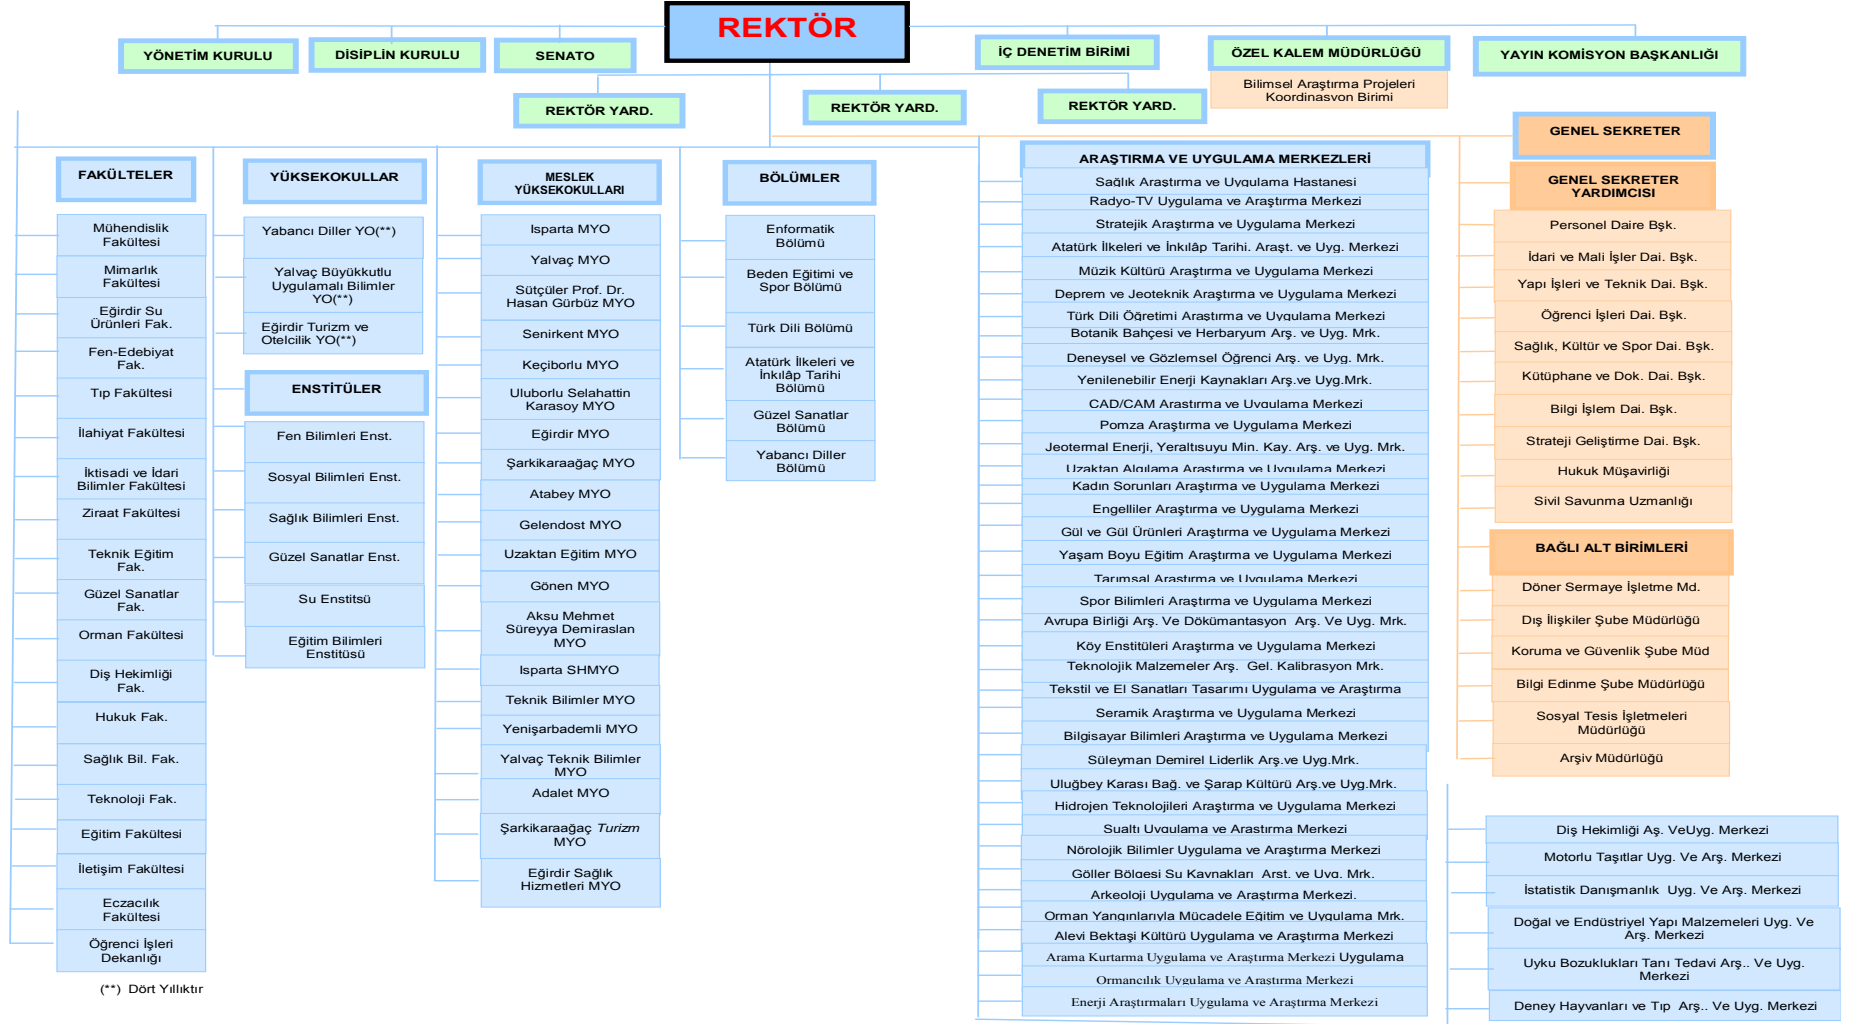 REKTÖR
YÖNETİM KURULU
DISİPLİN KURULU
SENATO
İÇ DENETİM BİRİMİ
ÖZEL KALEM MÜDÜRLÜĞÜ
YAYIN KOMİSYON BAŞKANLIĞI
Bilimsel Araştırma Projeleri
Koordinasyon Birimi
REKTÖR YARD.
REKTÖR YARD.
REKTÖR YARD.
FAKÜLTELER
Mühendislik
Fakültesi
Mimarlık
Fakültesi
Eğirdir Su
Ürünleri Fak.
Fen-Edebiyat
Fak.
Tıp Fakültesi
İlahiyat Fakültesi
İktisadi ve İdari
Bilimler Fakültesi
Ziraat Fakültesi
Teknik Eğitim
Fak.
Güzel Sanatlar
Fak.
Orman Fakültesi
Diş Hekimliği
Fak.
Hukuk Fak.
Sağlık Bil. Fak.
Teknoloji Fak.
Eğitim Fakültesi
İletişim Fakültesi
Eczacılık
Fakültesi
Öğrenci İşleri
Dekanlığı
(**) Dört Yıllıktır
YÜKSEKOKULLAR
Yabancı Diller YO(**)
Yalvaç Büyükkutlu
Uygulamalı Bilimler
YO(**)
Eğirdir Turizm ve
Otelcilik YO(**)
ENSTİTÜLER
Fen Bilimleri Enst.
Sosyal Bilimleri Enst.
Sağlık Bilimleri Enst.
Güzel Sanatlar Enst.
Su Enstitsü
Eğitim Bilimleri
Enstitüsü
MESLEK
YÜKSEKOKULLARI
Isparta MYO
Yalvaç MYO
Sütçüler Prof. Dr.
Hasan Gürbüz MYO
Senirkent MYO
Keçiborlu MYO
Uluborlu Selahattin
Karasoy MYO
Eğirdir MYO
Şarkikaraağaç MYO
Atabey MYO
Gelendost MYO
Uzaktan Eğitim MYO
Gönen MYO
Aksu Mehmet
Süreyya Demiraslan
MYO
Isparta SHMYO
Teknik Bilimler MYO
Yenişarbademli MYO
Yalvaç Teknik Bilimler
MYO
Adalet MYO
Şarkikaraağaç Turizm
MYO
Eğirdir Sağlık
Hizmetleri MYO
BÖLÜMLER
Enformatik
Bölümü
Beden Eğitimi ve
Spor Bölümü
Türk Dili Bölümü
Atatürk İlkeleri ve
İnkılâp Tarihi
Bölümü
Güzel Sanatlar
Bölümü
Yabancı Diller
Bölümü
ARAŞTIRMA VE UYGULAMA MERKEZLERİ
Sağlık Araştırma ve Uygulama Hastanesi
Radyo-TV Uygulama ve Araştırma Merkezi
Stratejik Araştırma ve Uygulama Merkezi
Atatürk İlkeleri ve İnkılâp Tarihi. Araşt. ve Uyg. Merkezi
Müzik Kültürü Araştırma ve Uygulama Merkezi
Deprem ve Jeoteknik Araştırma ve Uygulama Merkezi
Türk Dili Öğretimi Araştırma ve Uygulama Merkezi
Botanik Bahçesi ve Herbaryum Arş. ve Uyg. Mrk.
Deneysel ve Gözlemsel Öğrenci Arş. ve Uyg. Mrk.
Yenilenebilir Enerji Kaynakları Arş.ve Uyg.Mrk.
CAD/CAM Araştırma ve Uygulama Merkezi
Pomza Araştırma ve Uygulama Merkezi
Jeotermal Enerji, Yeraltısuyu Min. Kay. Arş. ve Uyg. Mrk.
Uzaktan Algılama Araştırma ve Uygulama Merkezi
Kadın Sorunları Araştırma ve Uygulama Merkezi
Engelliler Araştırma ve Uygulama Merkezi
Gül ve Gül Ürünleri Araştırma ve Uygulama Merkezi
Yaşam Boyu Eğitim Araştırma ve Uygulama Merkezi
Tarımsal Araştırma ve Uygulama Merkezi
Spor Bilimleri Araştırma ve Uygulama Merkezi
Avrupa Birliği Arş. Ve Dökümantasyon Arş. Ve Uyg. Mrk.
Köy Enstitüleri Araştırma ve Uygulama Merkezi
Teknolojik Malzemeler Arş. Gel. Kalibrasyon Mrk.
Tekstil ve El Sanatları Tasarımı Uygulama ve Araştırma
Seramik Araştırma ve Uygulama Merkezi
Bilgisayar Bilimleri Araştırma ve Uygulama Merkezi
Süleyman Demirel Liderlik Arş.ve Uyg.Mrk.
Uluğbey Karası Bağ. ve Şarap Kültürü Arş.ve Uyg.Mrk.
Hidrojen Teknolojileri Araştırma ve Uygulama Merkezi
Sualtı Uygulama ve Araştırma Merkezi
Nörolojik Bilimler Uygulama ve Araştırma Merkezi
Göller Bölgesi Su Kaynakları Arşt. ve Uyg. Mrk.
Arkeoloji Uygulama ve Araştırma Merkezi.
Orman Yangınlarıyla Mücadele Eğitim ve Uygulama Mrk.
Alevi Bektaşi Kültürü Uygulama ve Araştırma Merkezi
Arama Kurtarma Uygulama ve Araştırma Merkezi Uygulama
Ormancılık Uygulama ve Araştırma Merkezi
Enerji Araştırmaları Uygulama ve Araştırma Merkezi
GENEL SEKRETER
GENEL SEKRETER
YARDIMCISI
Personel Daire Bşk.
İdari ve Mali İşler Dai. Bşk.
Yapı İşleri ve Teknik Dai. Bşk.
Öğrenci İşleri Dai. Bşk.
Sağlık, Kültür ve Spor Dai. Bşk.
Kütüphane ve Dok. Dai. Bşk.
Bilgi İşlem Dai. Bşk.
Strateji Geliştirme Dai. Bşk.
Hukuk Müşavirliği
Sivil Savunma Uzmanlığı
BAĞLI ALT BİRİMLERİ
Döner Sermaye İşletme Md.
Dış İlişkiler Şube Müdürlüğü
Koruma ve Güvenlik Şube Müd
Bilgi Edinme Şube Müdürlüğü
Sosyal Tesis İşletmeleri
Müdürlüğü
Arşiv Müdürlüğü
Diş Hekimliği Aş. VeUyg. Merkezi
Motorlu Taşıtlar Uyg. Ve Arş. Merkezi
İstatistik Danışmanlık Uyg. Ve Arş. Merkezi
Doğal ve Endüstriyel Yapı Malzemeleri Uyg. Ve
Arş. Merkezi
Uyku Bozuklukları Tanı Tedavi Arş.. Ve Uyg.
Merkezi
Deney Hayvanları ve Tıp Arş.. Ve Uyg. Merkezi